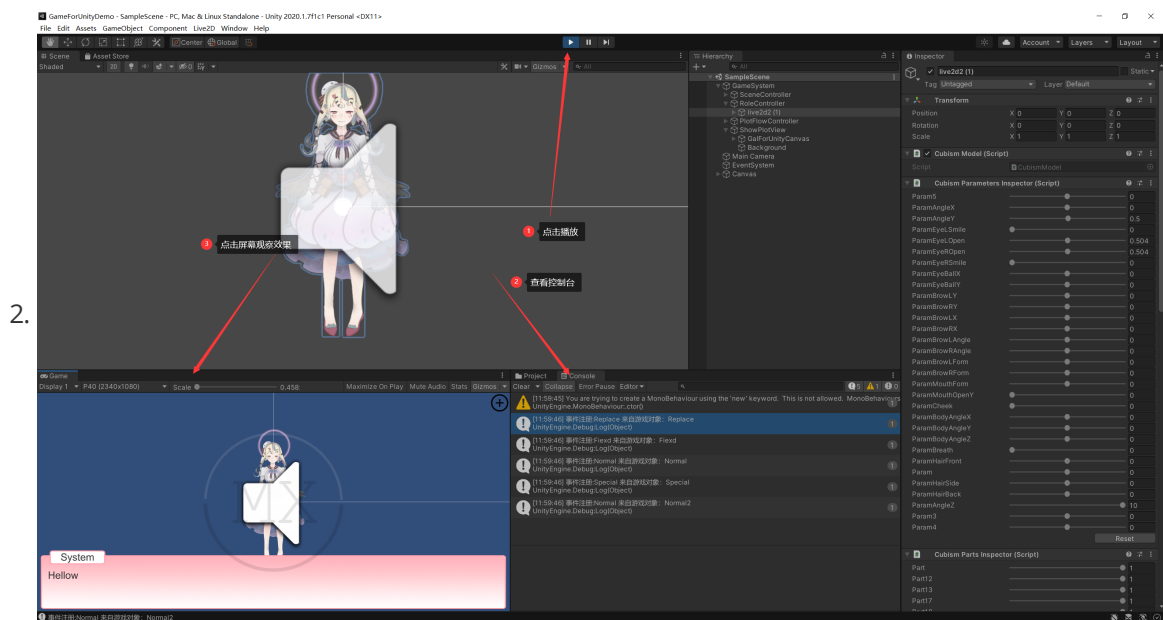 GameForUnityDemo - SampleScene - PC, Mac & Linux Standalone - Unity 2020.1.7f1c1 Personal <DX11>
File Edit Assets GameObject Component Live2D Window Help
Center Global
Account Layers Layout
Scene Asset Store
Shaded 2D 0 Gizmos All
1 点击播放
2 查看控制台
3 点击屏幕观察效果
2.
Hierarchy
All
SampleScene
GameSystem
SceneController
RoleController
live2d2 (1)
PlotFlowController
ShowPlotView
GalForUnityCanvas
Background
Main Camera
EventSystem
Canvas
Game
Display 1 P40 (2340x1080) Scale 0.458 Maximize On Play Mute Audio Stats Gizmos
MX
System
Hellow
Project Console
Clear Collapse Error Pause Editor 5 1 0
[11:59:45] You are trying to create a MonoBehaviour using the 'new' keyword. This is not allowed. MonoBehaviours
UnityEngine.MonoBehaviour:.ctor()
1
[11:59:46] 事件注册:Replace 来自游戏对象: Replace
UnityEngine.Debug:Log(Object)
1
[11:59:46] 事件注册:Fiexd 来自游戏对象: Fiexd
UnityEngine.Debug:Log(Object)
1
[11:59:46] 事件注册:Normal 来自游戏对象: Normal
UnityEngine.Debug:Log(Object)
1
[11:59:46] 事件注册:Special 来自游戏对象: Special
UnityEngine.Debug:Log(Object)
1
[11:59:46] 事件注册:Normal 来自游戏对象: Normal2
UnityEngine.Debug:Log(Object)
1
事件注册:Normal 来自游戏对象: Normal2
Inspector
live2d2 (1) Static
Tag Untagged Layer Default
Transform
Position X 0 Y 0 Z 0
Rotation X 0 Y 0 Z 0
Scale X 1 Y 1 Z 1
Cubism Model (Script)
Script CubismModel
Cubism Parameters Inspector (Script)
Param5 0
ParamAngleX 0
ParamAngleY 0.5
ParamEyeLSmile 0
ParamEyeLOpen 0.504
ParamEyeROpen 0.504
ParamEyeRSmile 0
ParamEyeBallX 0
ParamEyeBallY 0
ParamBrowLY 0
ParamBrowRY 0
ParamBrowLX 0
ParamBrowRX 0
ParamBrowLAngle 0
ParamBrowRAngle 0
ParamBrowLForm 0
ParamBrowRForm 0
ParamMouthForm 0
ParamMouthOpenY 0
ParamCheek 0
ParamBodyAngleX 0
ParamBodyAngleY 0
ParamBodyAngleZ 0
ParamBreath 0
ParamHairFront 0
Param 0
ParamHairSide 0
ParamHairBack 0
ParamAngleZ 10
Param3 0
Param4 0
Reset
Cubism Parts Inspector (Script)
Part 1
Part12 1
Part13 1
Part17 1